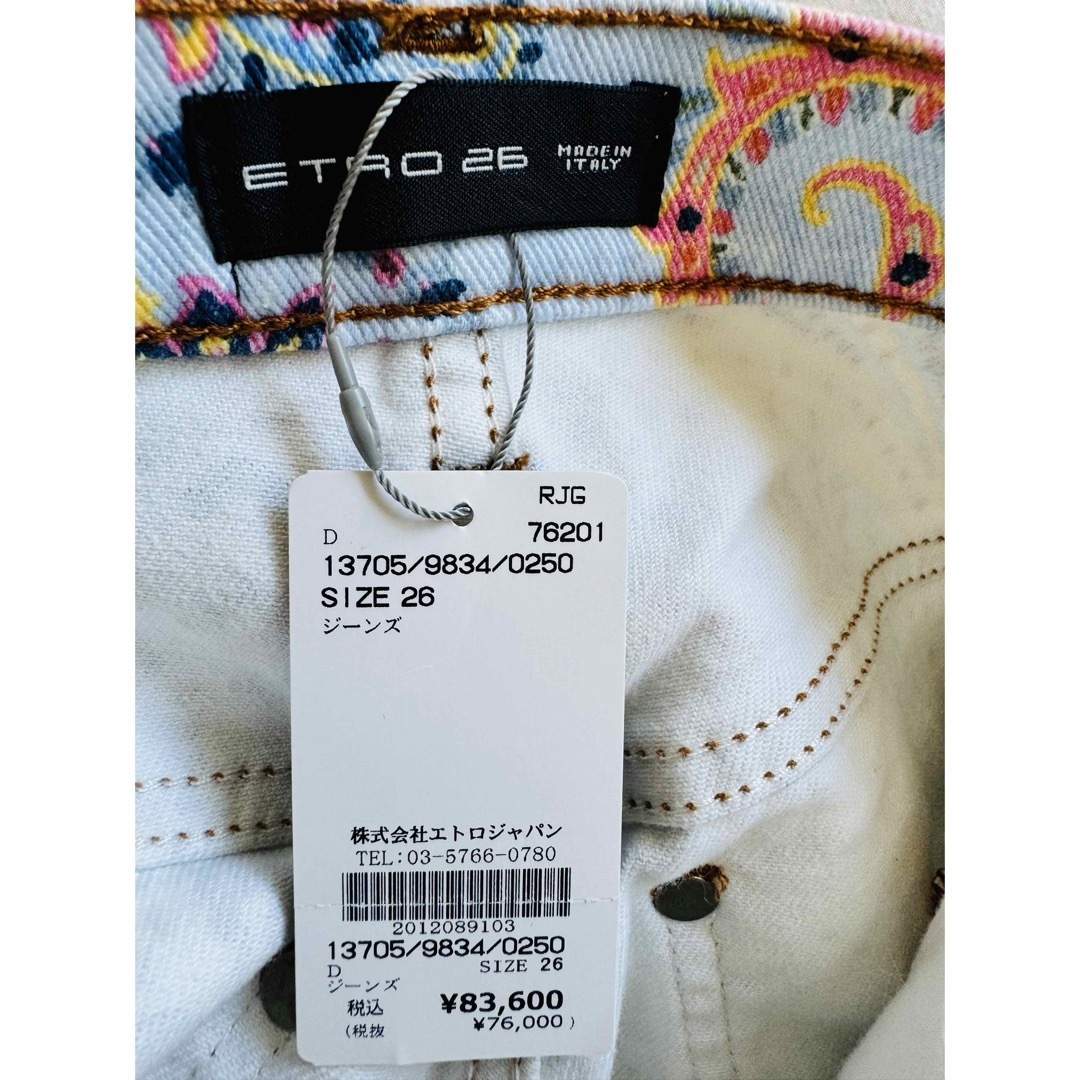 ETRO 26 MADE IN
ITALY
RJG
D 76201
13705/9834/0250
SIZE 26
ジーンズ
株式会社エトロジャパン
TEL:03-5766-0780
2012089103
13705/9834/0250
D SIZE 26
ジーンズ
税込 ¥83,600
(税抜 ¥76,000)